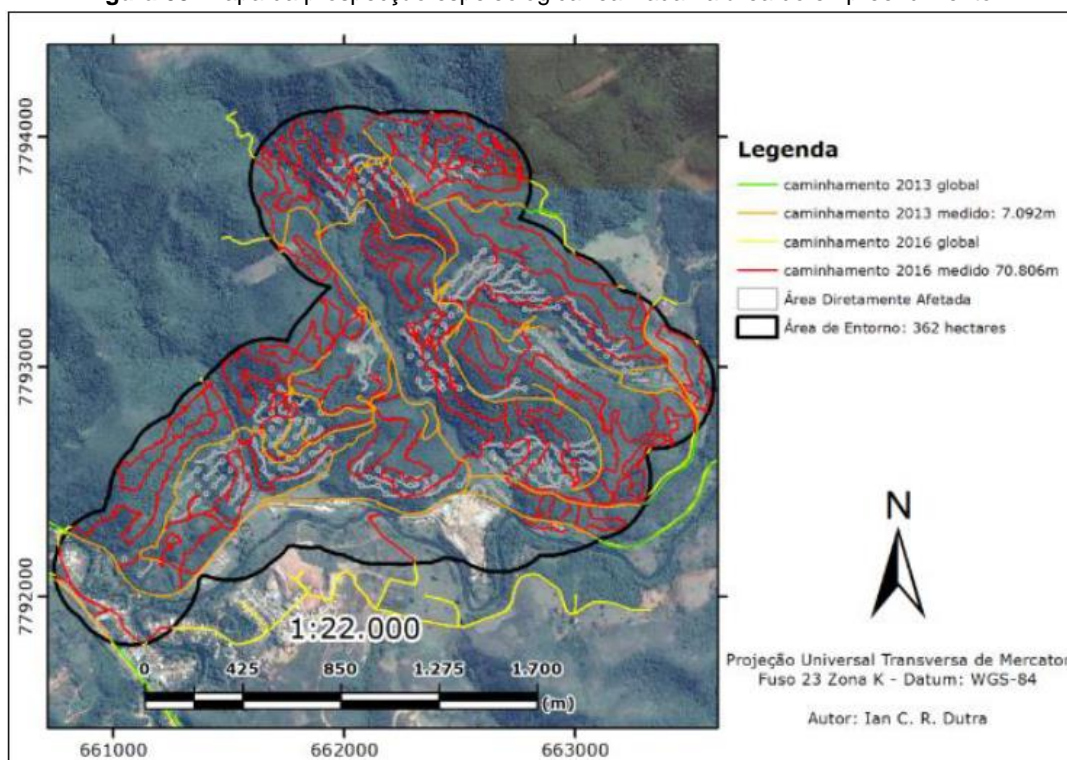 7794000
7793000
7792000
661000
662000
663000
1:22.000
0 425 850 1.275 1.700
(m)
Legenda
caminhamento 2013 global
caminhamento 2013 medido: 7.092m
caminhamento 2016 global
caminhamento 2016 medido 70.806m
Área Diretamente Afetada
Área de Entorno: 362 hectares
N
Projeção Universal Transversa de Mercator
Fuso 23 Zona K - Datum: WGS-84
Autor: Ian C. R. Dutra